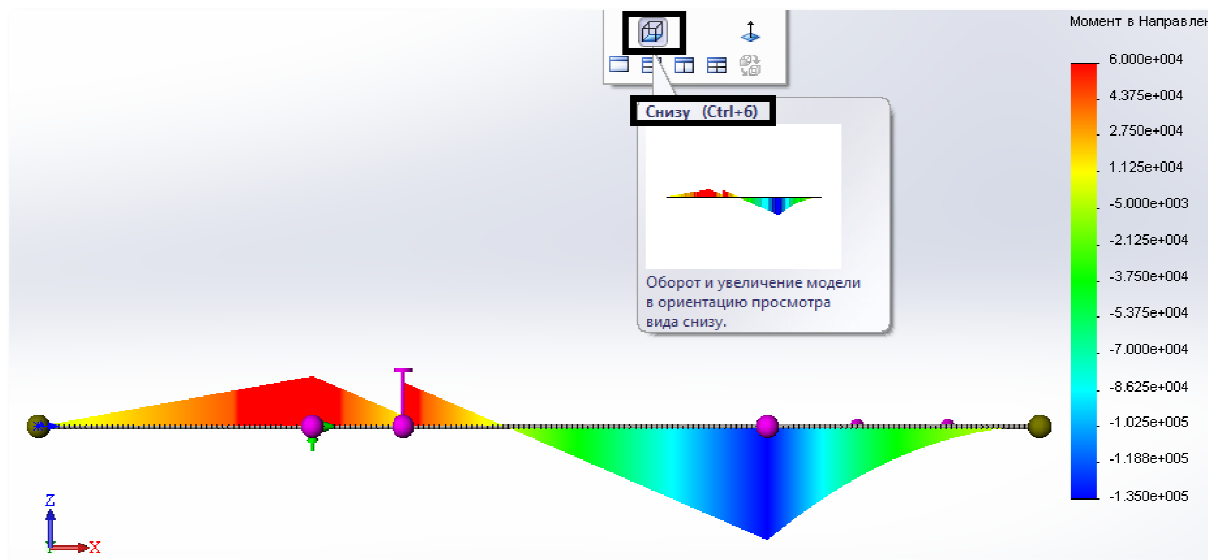 Момент в Направлен
6.000e+004
4.375e+004
2.750e+004
1.125e+004
-5.000e+003
-2.125e+004
-3.750e+004
-5.375e+004
-7.000e+004
-8.625e+004
-1.025e+005
-1.188e+005
-1.350e+005
Снизу (Ctrl+6)
Оборот и увеличение модели
в ориентацию просмотра
вида снизу.
Z
Y
X